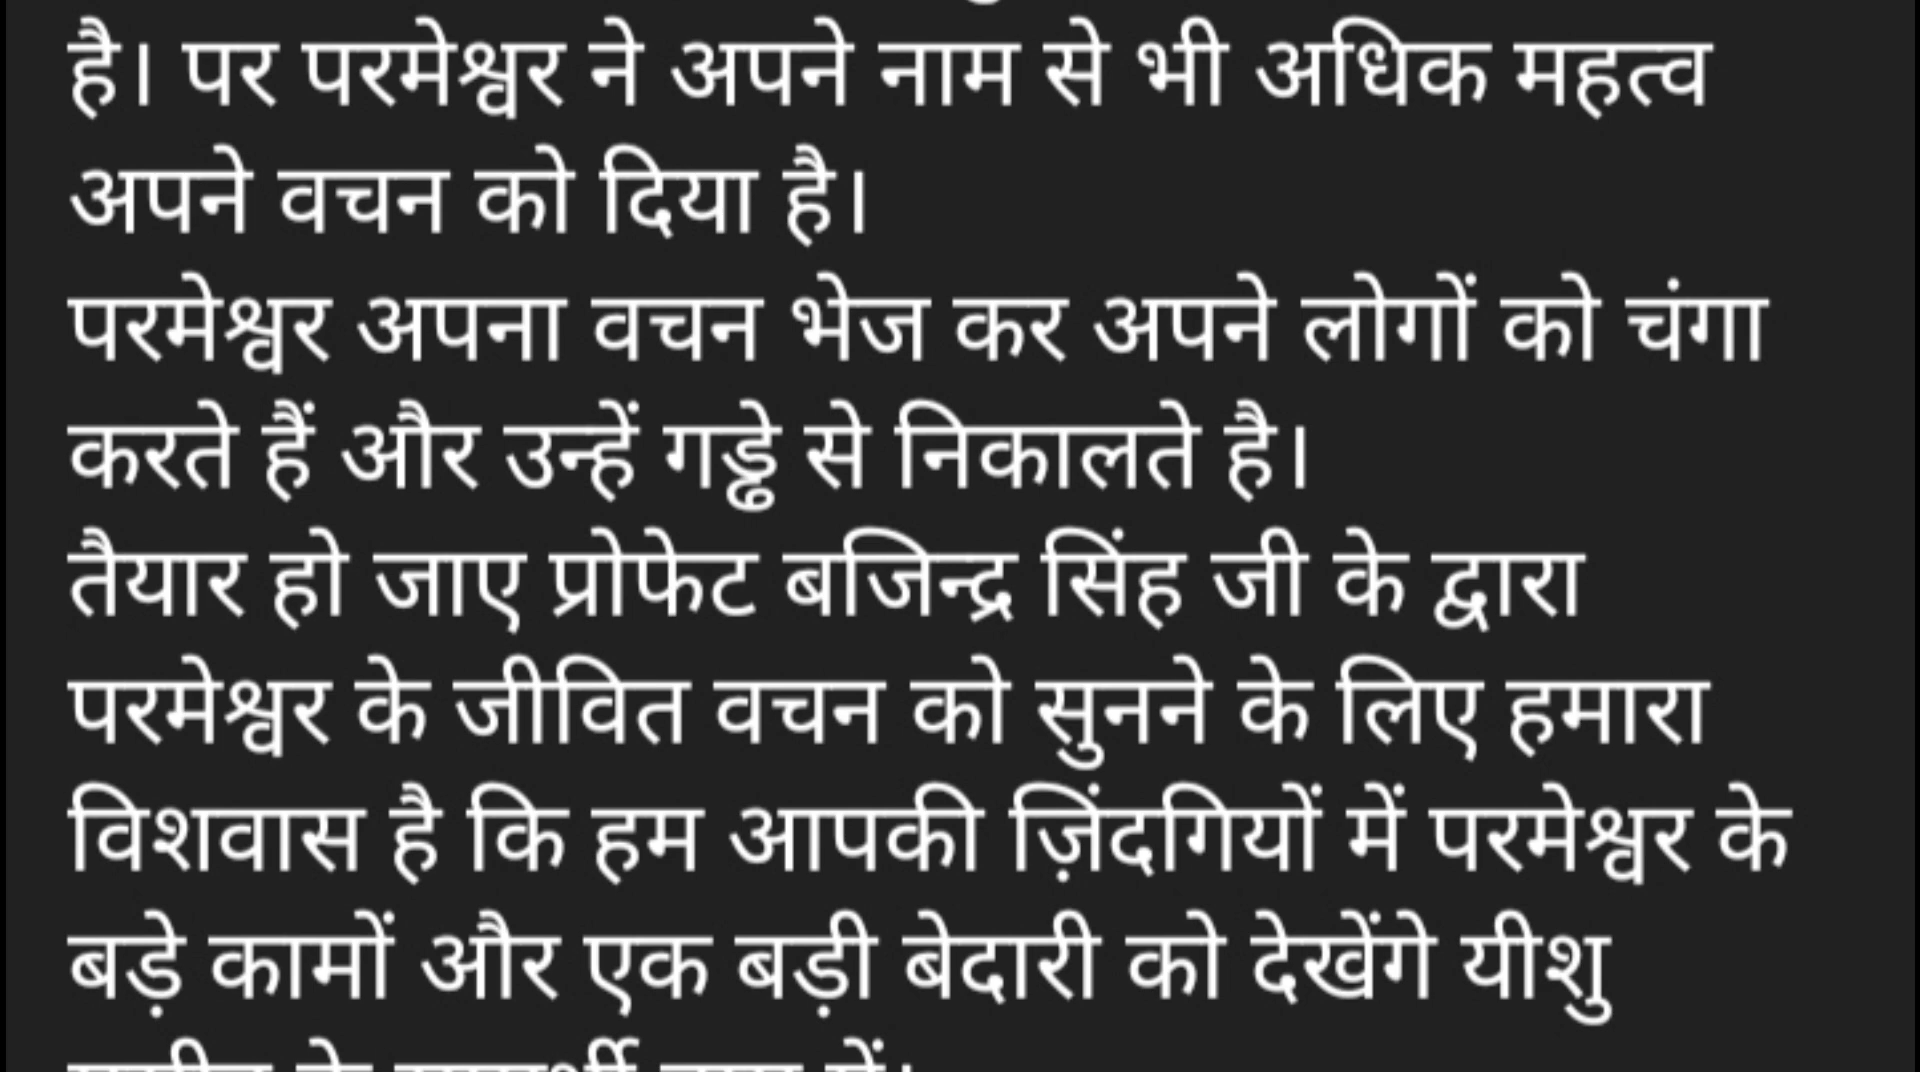 है। पर परमेश्वर ने अपने नाम से भी अधिक महत्व
अपने वचन को दिया है।
परमेश्वर अपना वचन भेज कर अपने लोगों को चंगा
करते हैं और उन्हें गड्ढे से निकालते है।
तैयार हो जाए प्रोफेट बजिन्द्र सिंह जी के द्वारा
परमेश्वर के जीवित वचन को सुनने के लिए हमारा
विशवास है कि हम आपकी ज़िंदगियों में परमेश्वर के
बड़े कामों और एक बड़ी बेदारी को देखेंगे यीशु